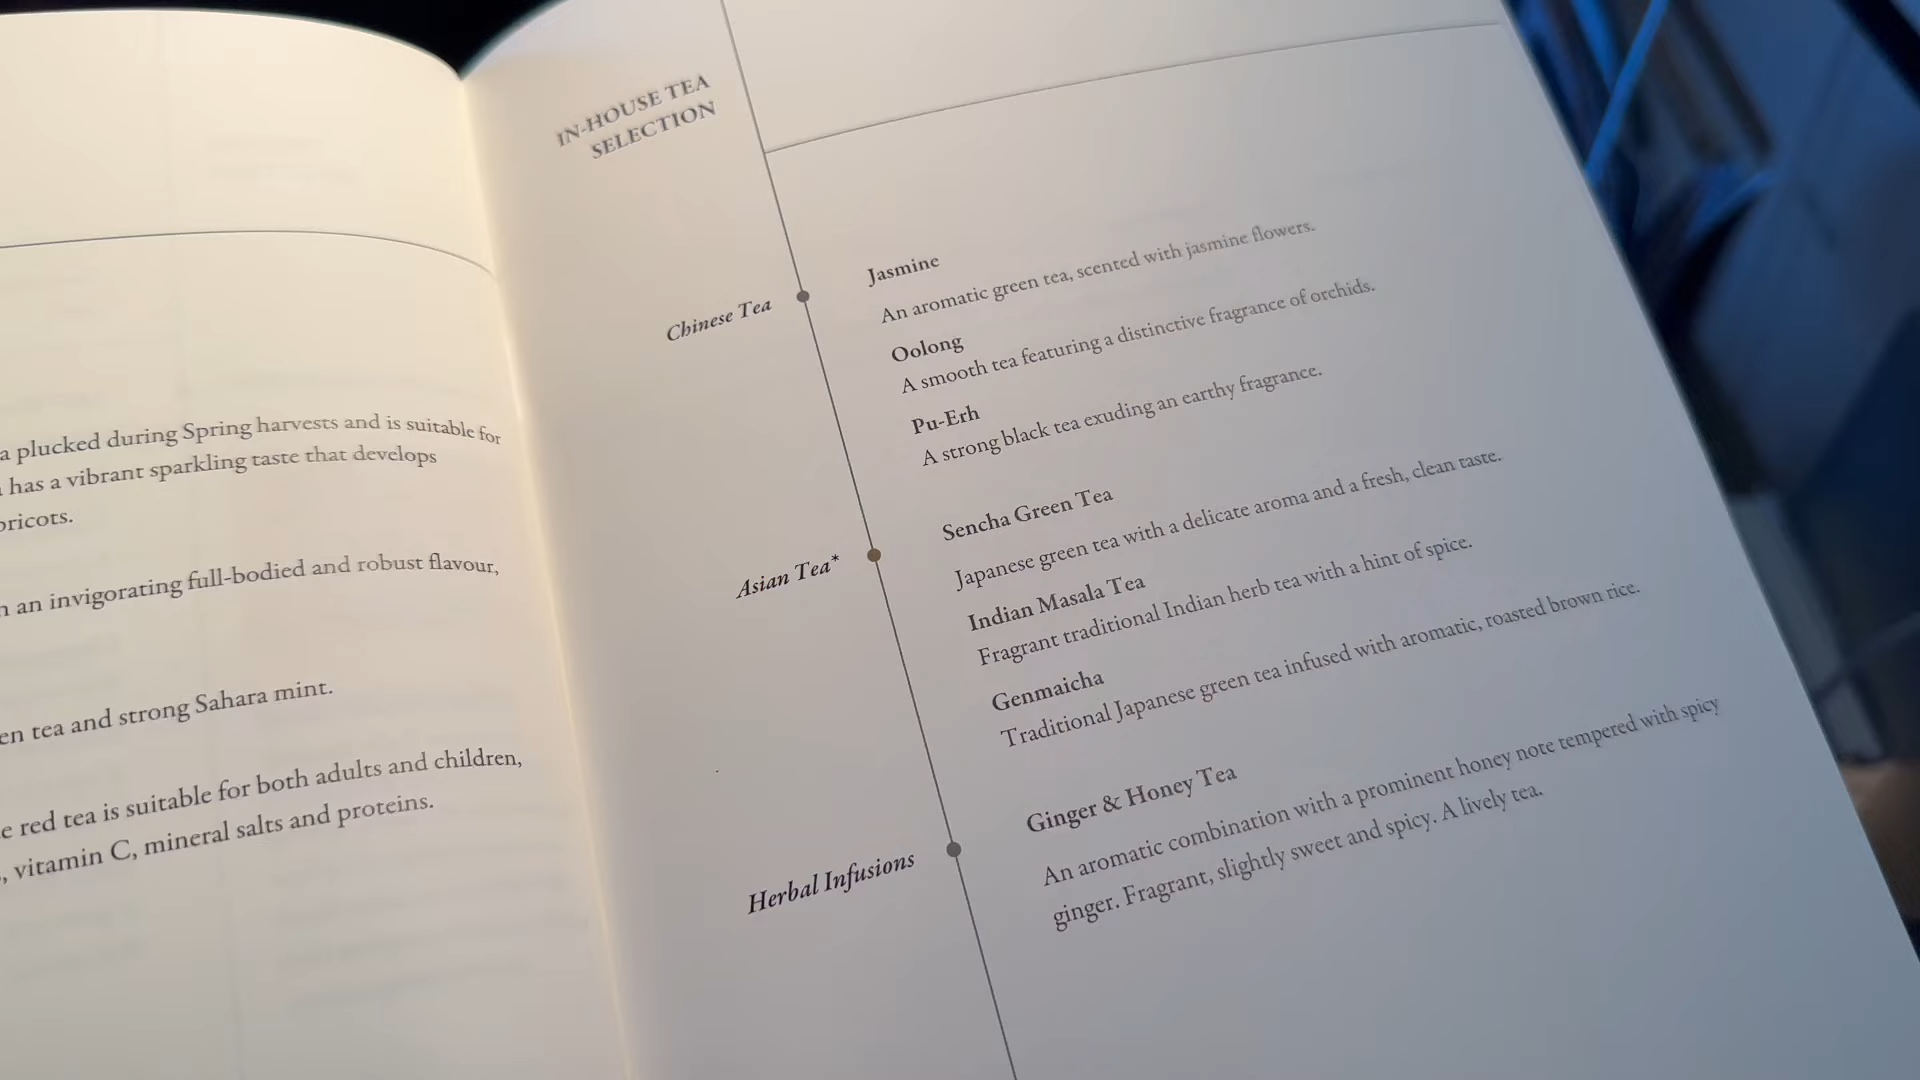 a plucked during Spring harvests and is suitable for
has a vibrant sparkling taste that develops
an invigorating full-bodied and robust flavour,
tea and strong Sahara mint.
red tea is suitable for both adults and children,
, vitamin C, mineral salts and proteins.
IN-HOUSE TEA
SELECTION
Chinese Tea
Jasmine
An aromatic green tea, scented with jasmine flowers.
Oolong
A smooth tea featuring a distinctive fragrance of orchids.
Pu-Erh
A strong black tea exuding an earthy fragrance.
Asian Tea*
Sencha Green Tea
Japanese green tea with a delicate aroma and a fresh, clean taste.
Indian Masala Tea
Fragrant traditional Indian herb tea with a hint of spice.
Genmaicha
Traditional Japanese green tea infused with aromatic, roasted brown rice.
Herbal Infusions
Ginger & Honey Tea
An aromatic combination with a prominent honey note tempered with spicy
ginger. Fragrant, slightly sweet and spicy. A lively tea.